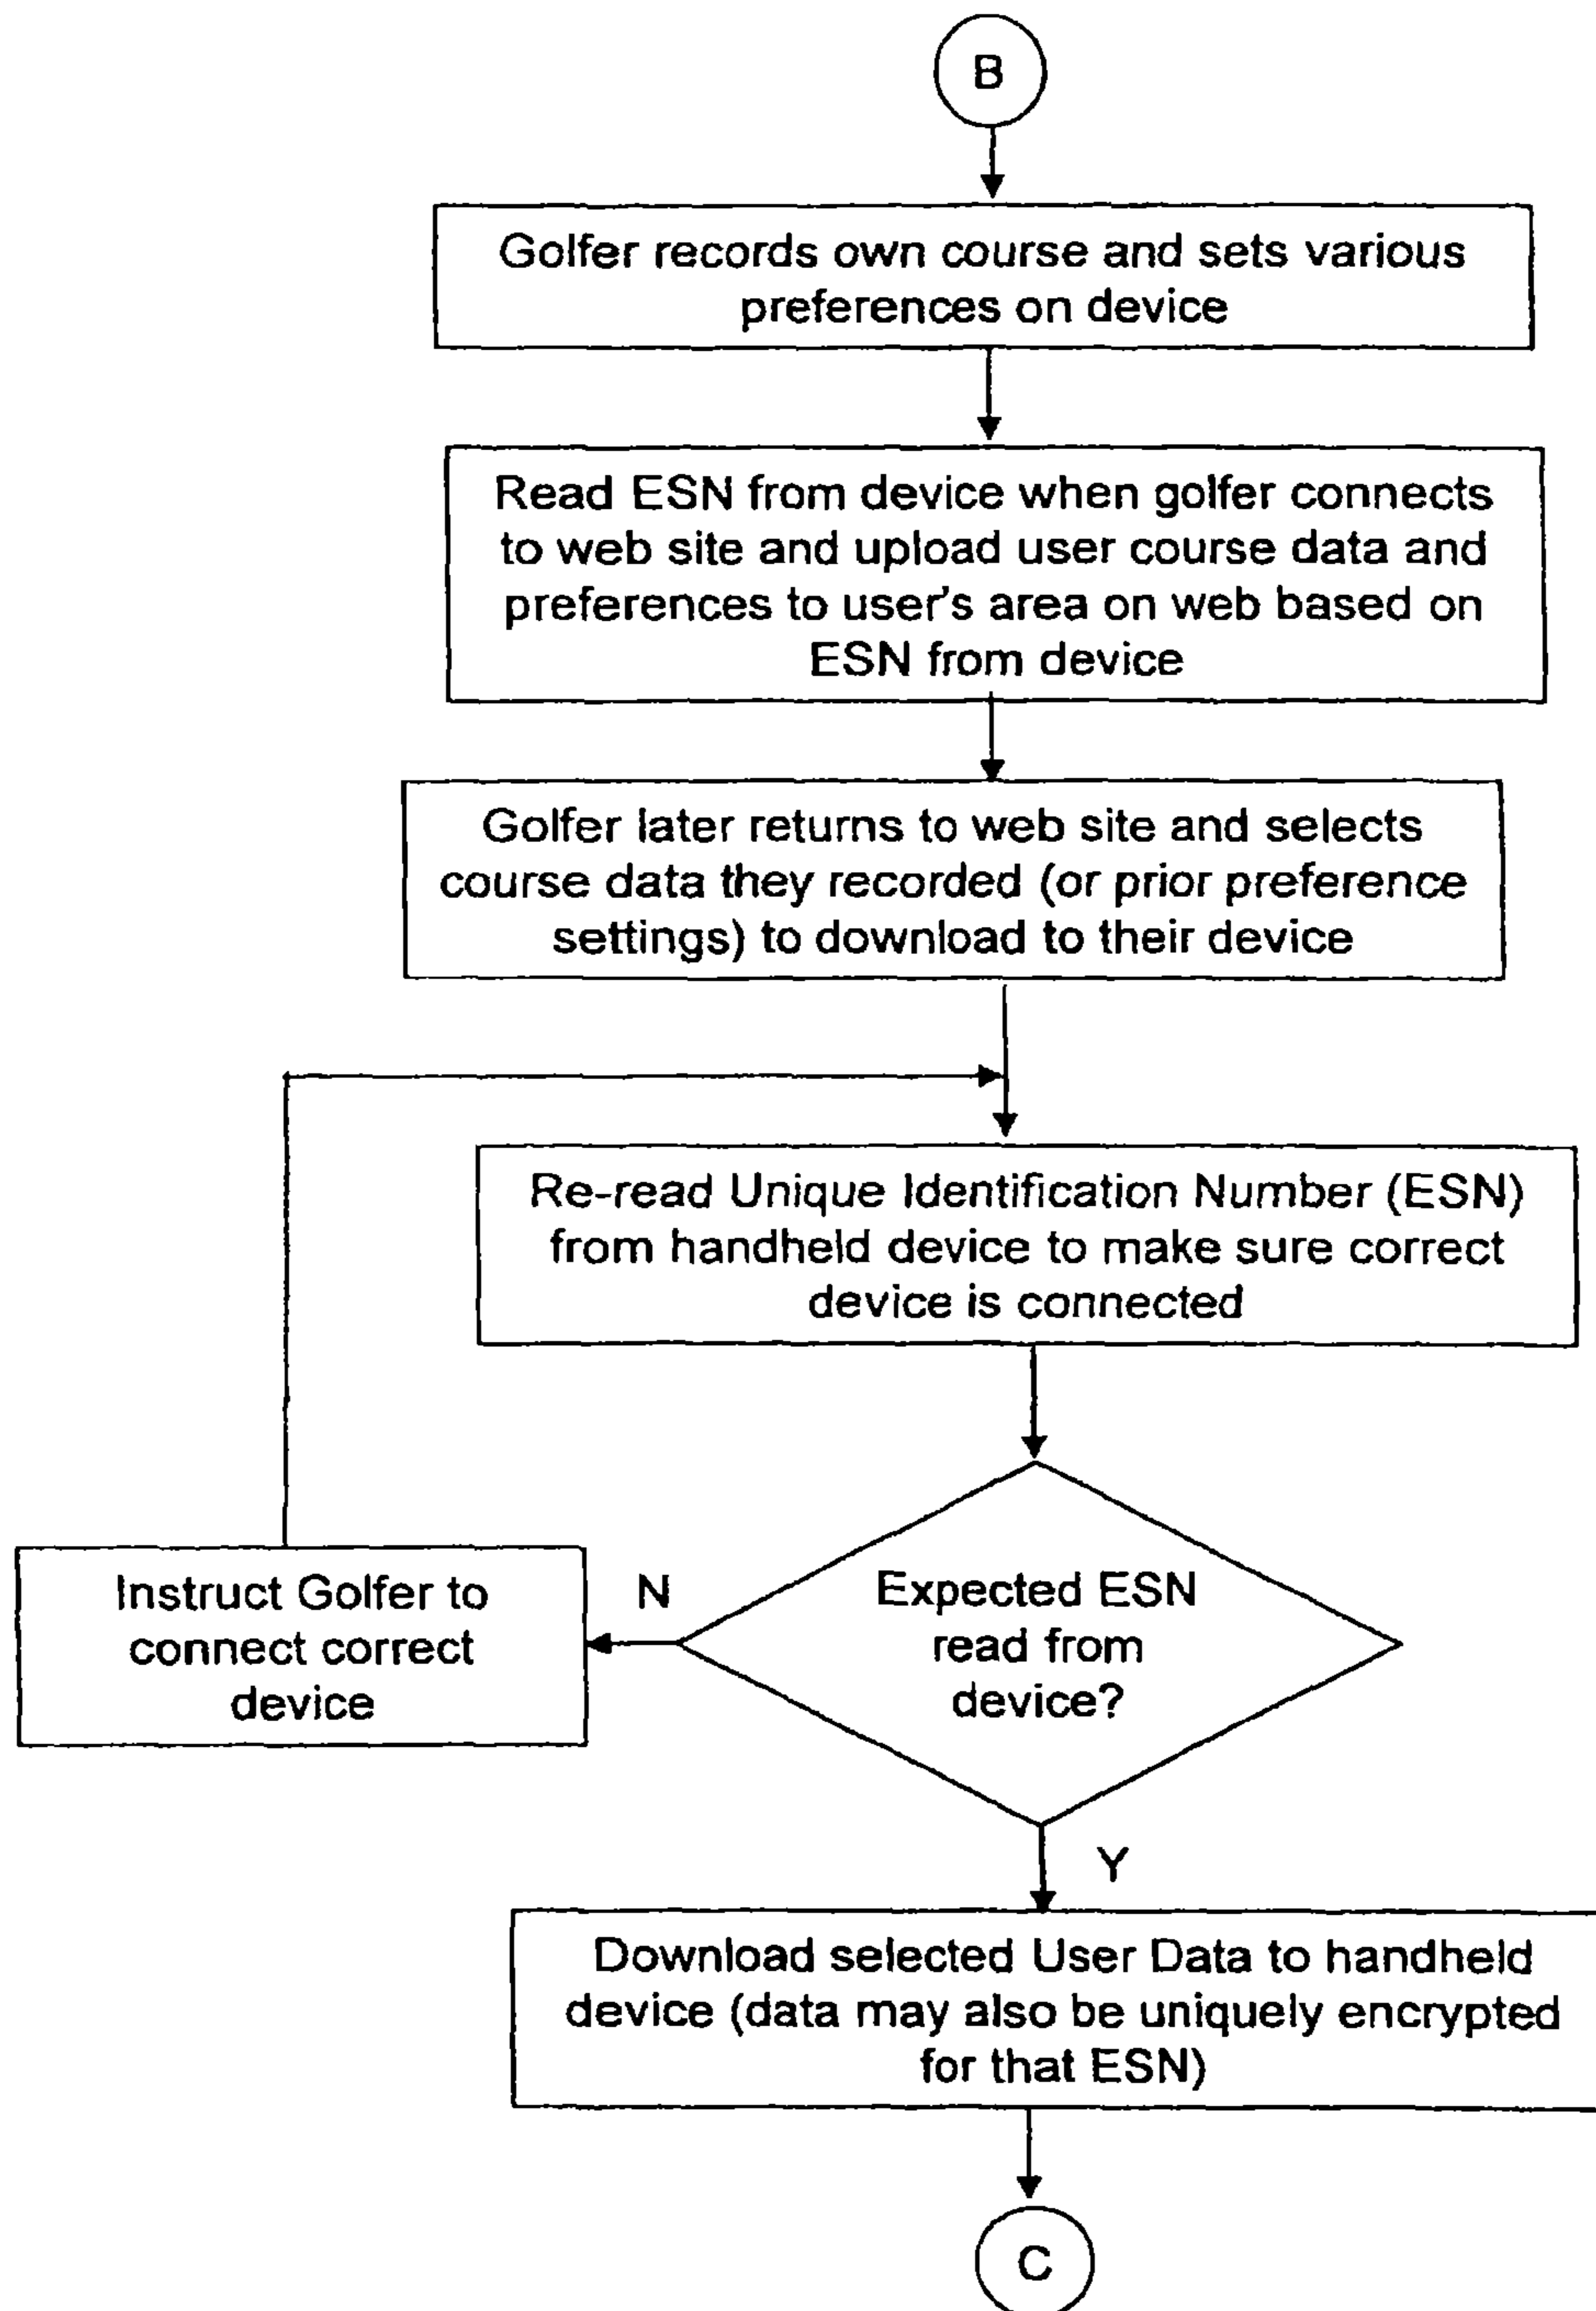 B
Golfer records own course and sets various
preferences on device
Read ESN from device when golfer connects
to web site and upload user course data and
preferences to user's area on web based on
ESN from device
Golfer later returns to web site and selects
course data they recorded (or prior preference
settings) to download to their device
Re-read Unique Identification Number (ESN)
from handheld device to make sure correct
device is connected
Expected ESN
read from
device?
N
Instruct Golfer to
connect correct
device
Y
Download selected User Data to handheld
device (data may also be uniquely encrypted
for that ESN)
C